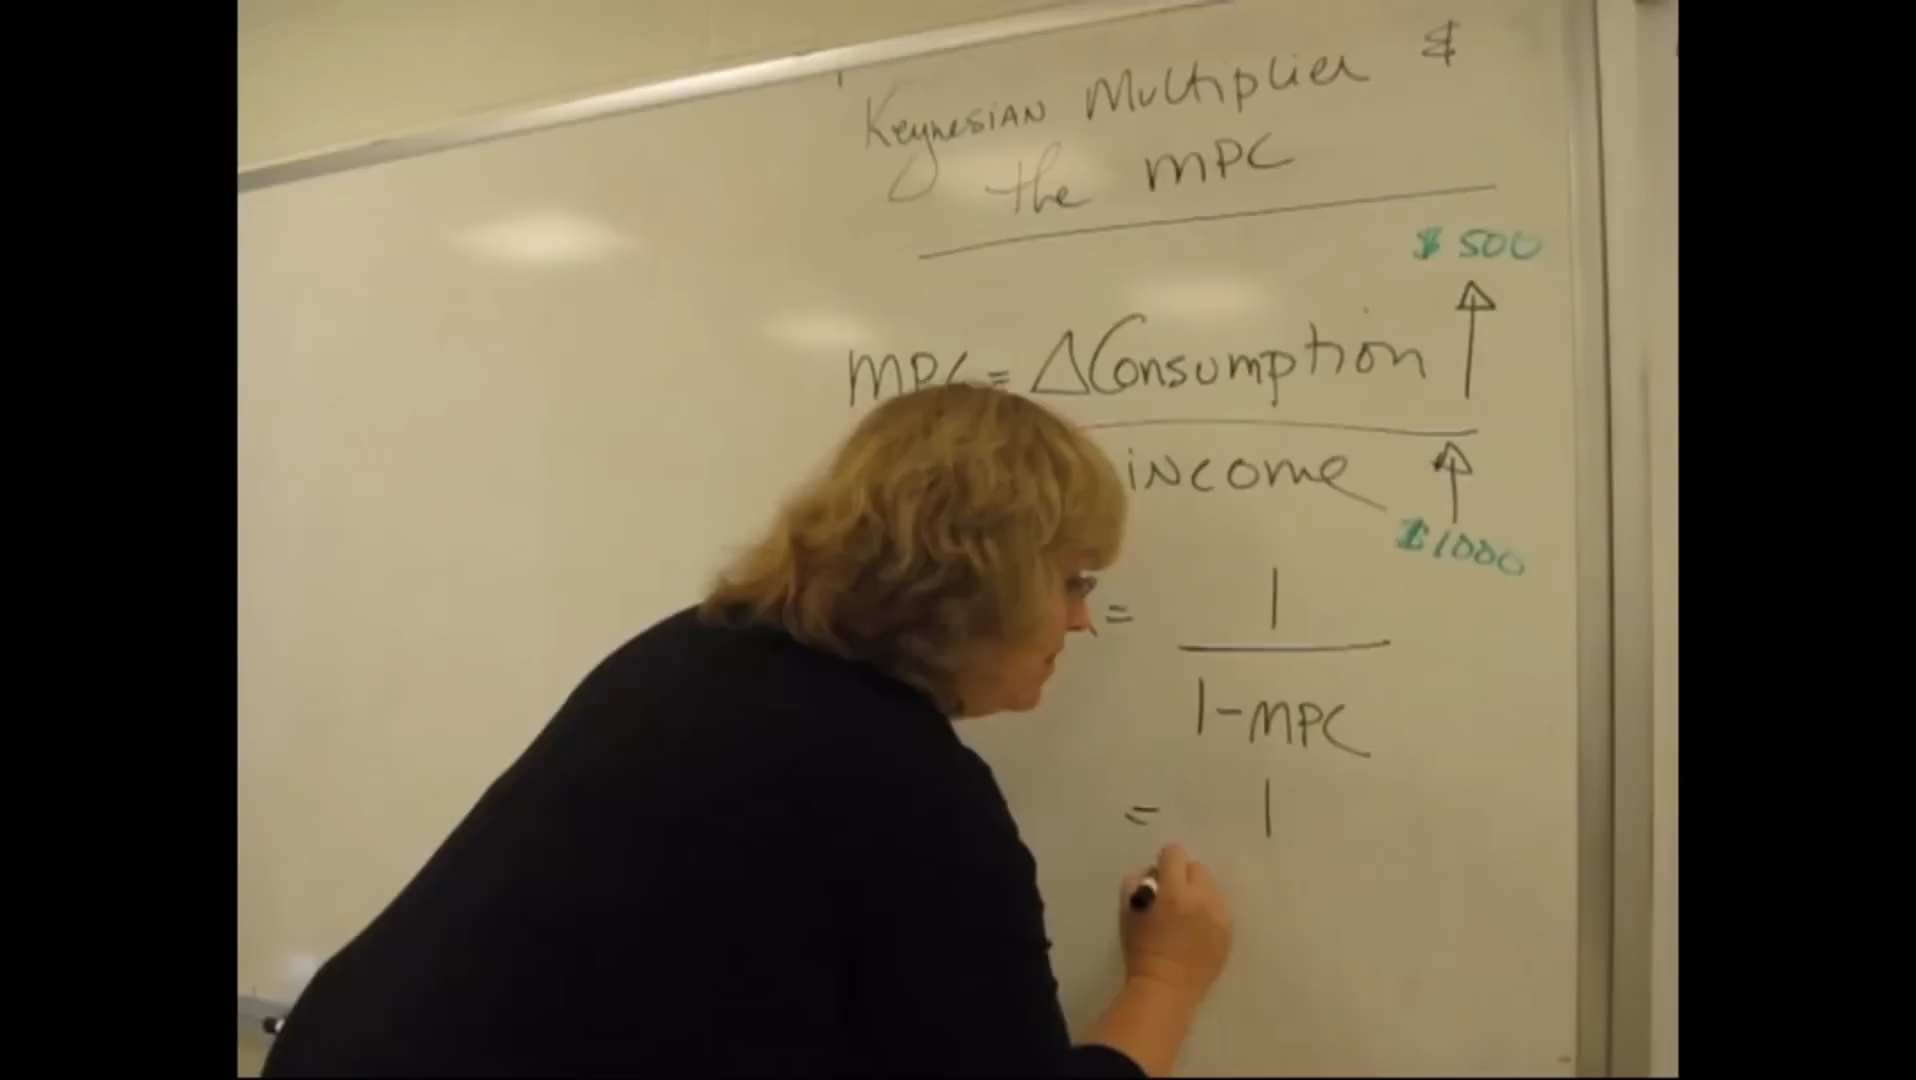 Keynesian Multiplier &
the MPC
$500
MPC = ΔConsumption ↑
income ↑
$1000
= 1
1-MPC
= 1